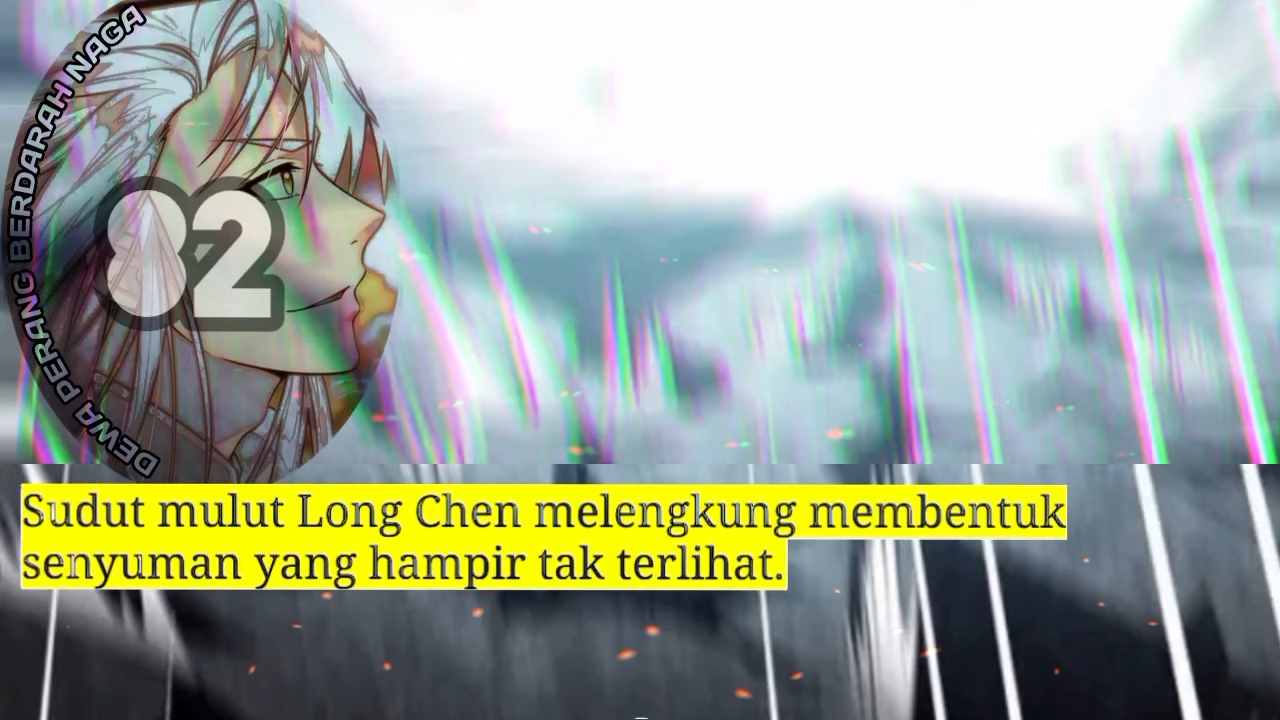 DEWA PERANG BERDARAH NAGA
82
Sudut mulut Long Chen melengkung membentuk
senyuman yang hampir tak terlihat.